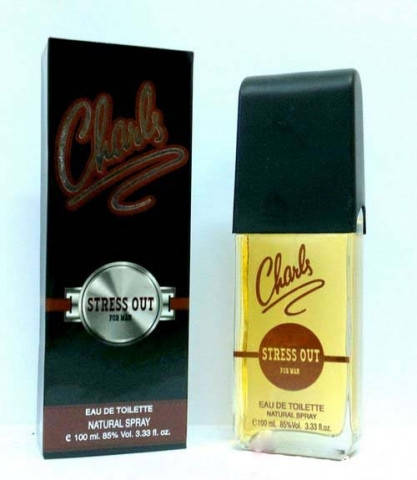 Charls
STRESS OUT
FOR MAN
EAU DE TOILETTE
NATURAL SPRAY
℮ 100 ml. 85% Vol. 3.33 fl. oz.
Charls
STRESS OUT
FOR MAN
EAU DE TOILETTE
NATURAL SPRAY
℮ 100 ml. 85% Vol. 3.33 fl. oz.